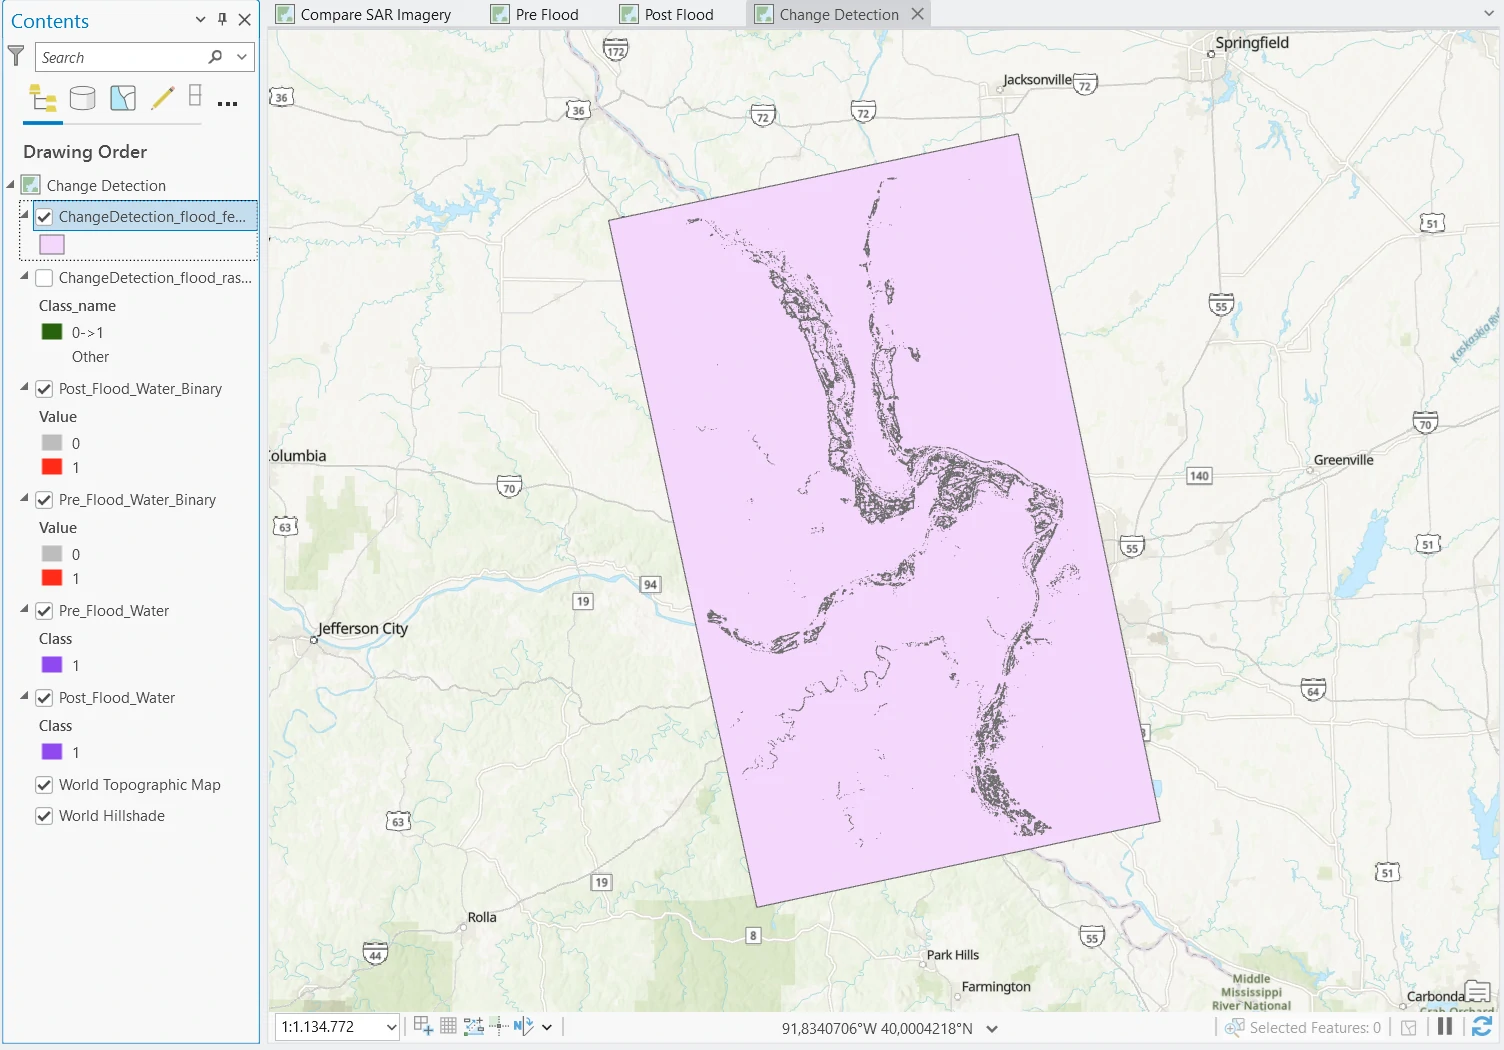 Contents
Search
Drawing Order
Change Detection
ChangeDetection_flood_fe...
ChangeDetection_flood_ras...
Class_name
0->1
Other
Post_Flood_Water_Binary
Value
0
1
Pre_Flood_Water_Binary
Value
0
1
Pre_Flood_Water
Class
1
Post_Flood_Water
Class
1
World Topographic Map
World Hillshade
Compare SAR Imagery
Pre Flood
Post Flood
Change Detection
172
Springfield
Jacksonville
72
36
36
72
72
51
55
Kaskaskia
70
Columbia
Greenville
140
70
63
51
55
94
19
Jefferson City
64
63
51
19
Rolla
8
55
44
Park Hills
Middle
Mississippi
River National
Farmington
Carbonda
1:1.134.772
91,8340706°W 40,0004218°N
Selected Features: 0